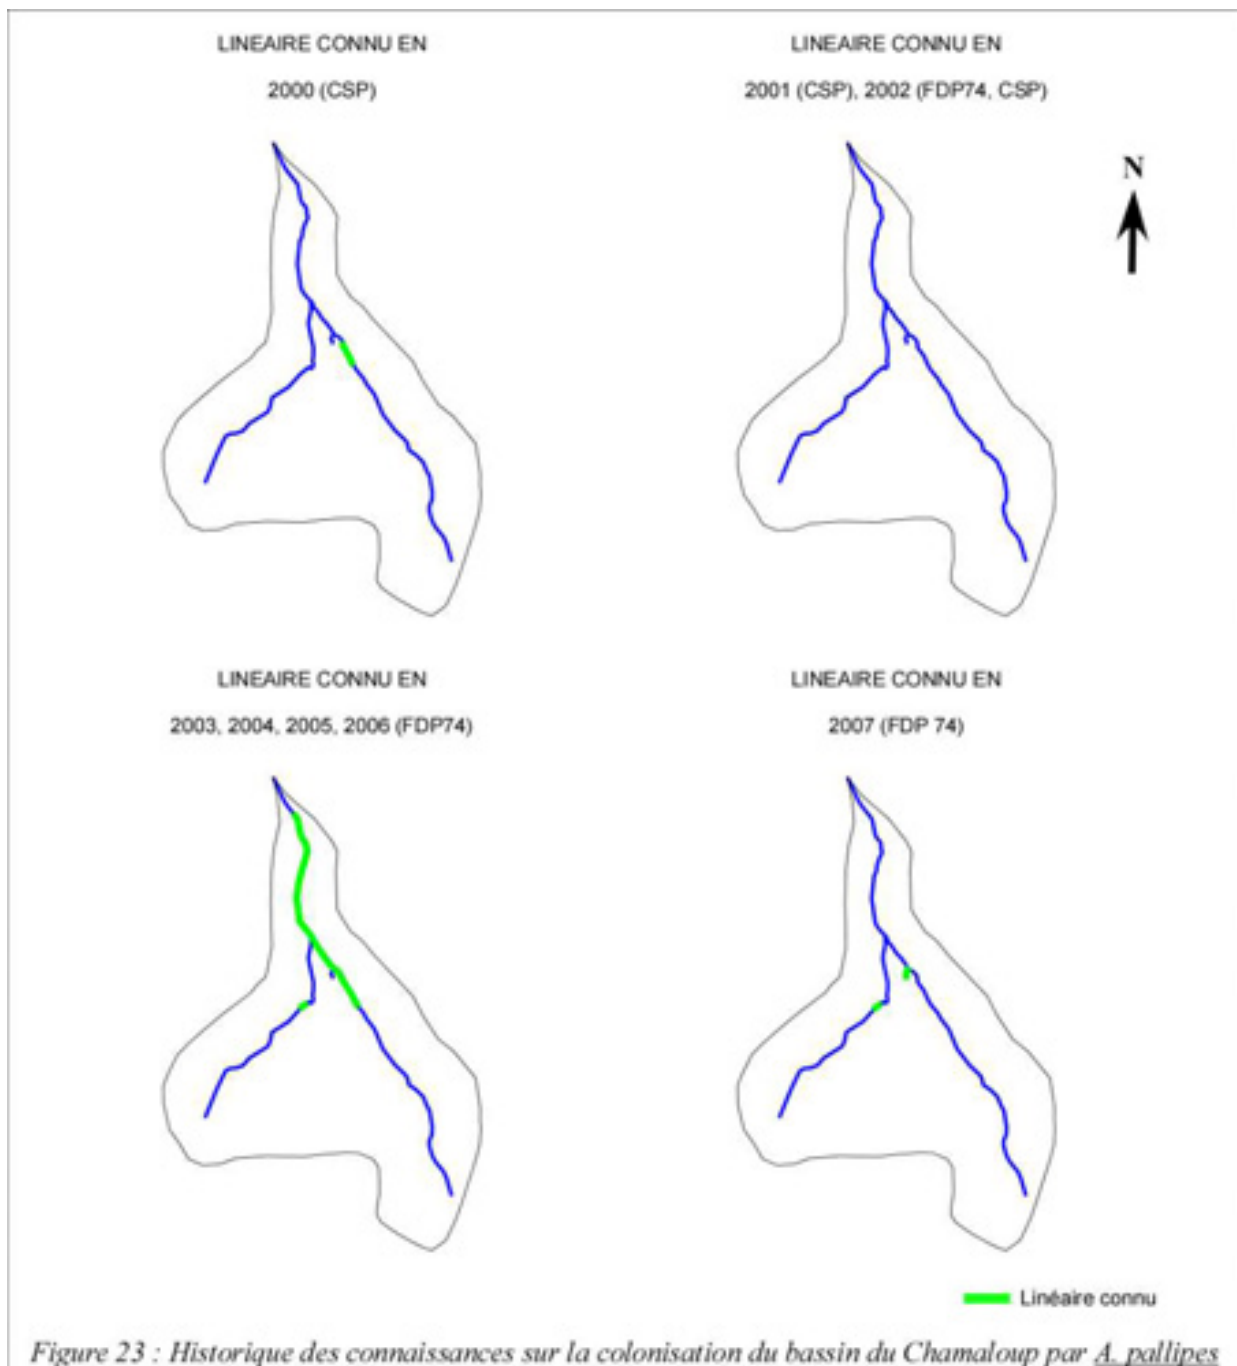 LINEAIRE CONNU EN
2000 (CSP)
LINEAIRE CONNU EN
2001 (CSP), 2002 (FDP74, CSP)
N
LINEAIRE CONNU EN
2003, 2004, 2005, 2006 (FDP74)
LINEAIRE CONNU EN
2007 (FDP 74)
Linéaire connu
Figure 23 : Historique des connaissances sur la colonisation du bassin du Chamaloup par A. pallipes